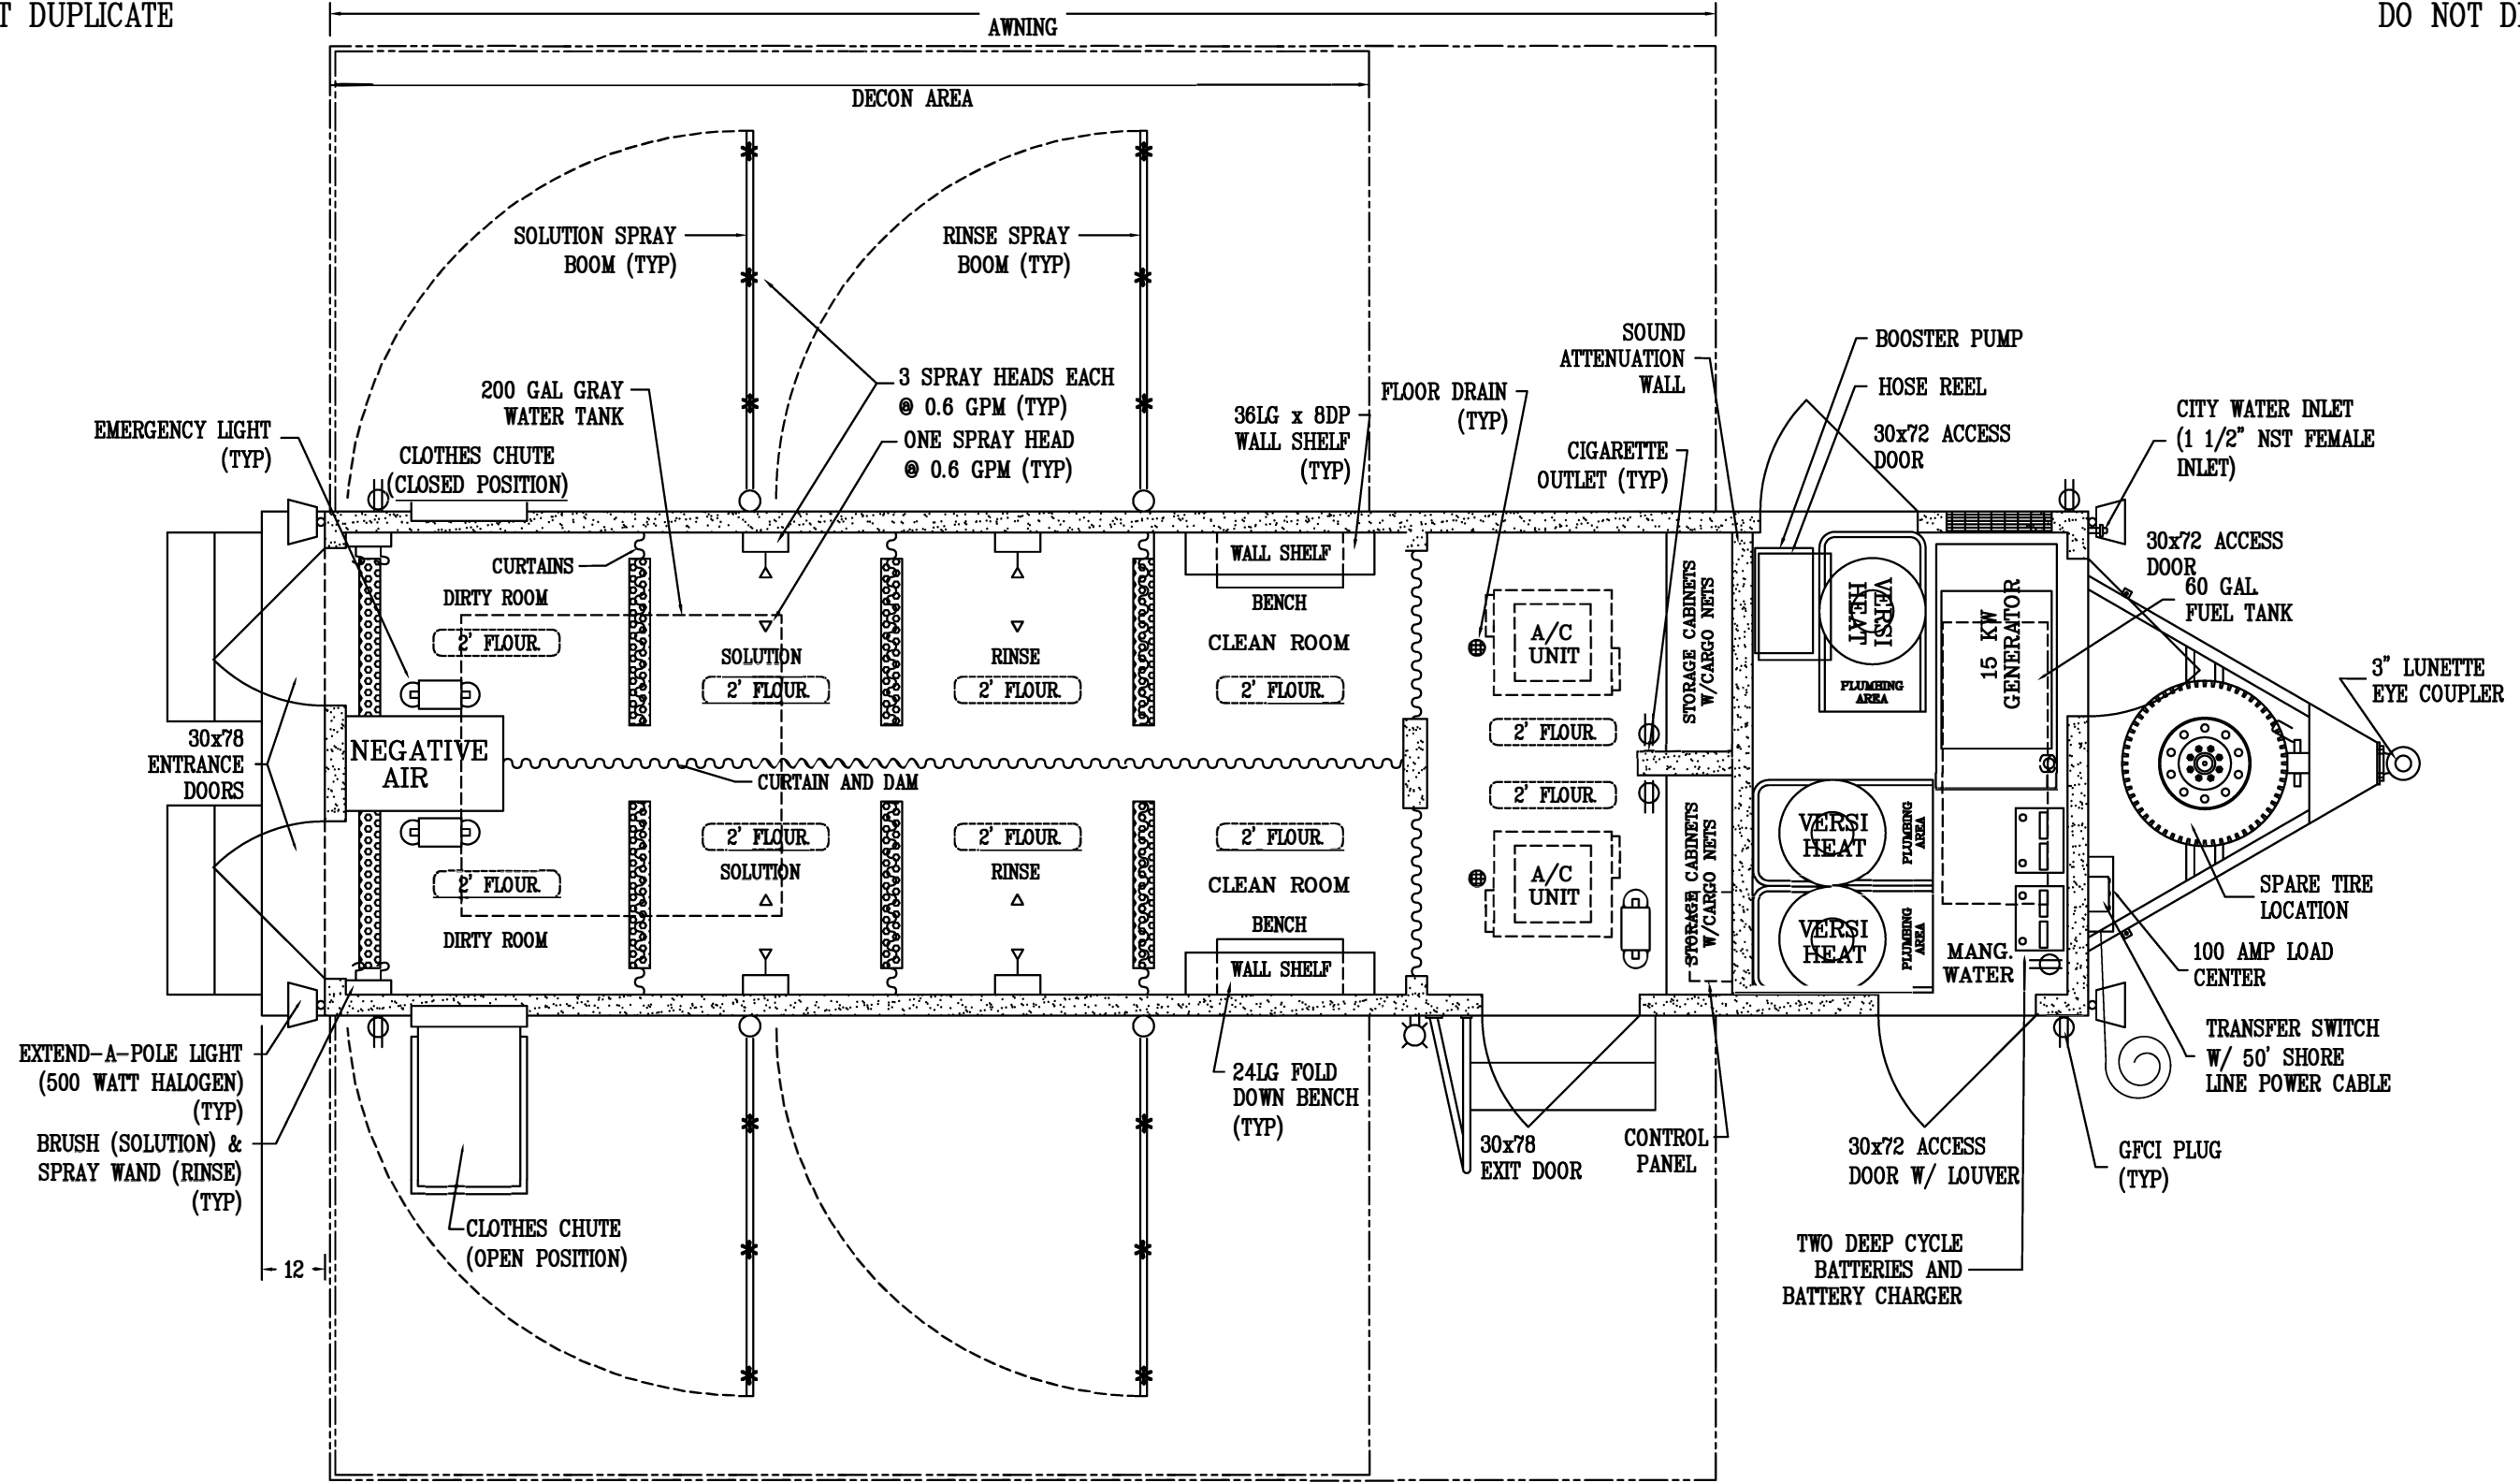 T DUPLICATE
DO NOT D
AWNING
DECON AREA
SOLUTION SPRAY
BOOM (TYP)
RINSE SPRAY
BOOM (TYP)
3 SPRAY HEADS EACH
@ 0.6 GPM (TYP)
ONE SPRAY HEAD
@ 0.6 GPM (TYP)
200 GAL GRAY
WATER TANK
EMERGENCY LIGHT
(TYP)
CLOTHES CHUTE
(CLOSED POSITION)
36LG x 8DP
WALL SHELF
(TYP)
FLOOR DRAIN
(TYP)
SOUND
ATTENUATION
WALL
CIGARETTE
OUTLET (TYP)
BOOSTER PUMP
HOSE REEL
30x72 ACCESS
DOOR
CITY WATER INLET
(1 1/2" NST FEMALE
INLET)
30x72 ACCESS
DOOR
60 GAL.
FUEL TANK
3" LUNETTE
EYE COUPLER
CURTAINS
DIRTY ROOM
2' FLOUR.
SOLUTION
2' FLOUR.
RINSE
2' FLOUR.
WALL SHELF
BENCH
CLEAN ROOM
2' FLOUR.
A/C
UNIT
2' FLOUR.
STORAGE CABINETS
W/CARGO NETS
VERSI
HEAT
PLUMBING
AREA
15 KW
GENERATOR
30x78
ENTRANCE
DOORS
NEGATIVE
AIR
CURTAIN AND DAM
2' FLOUR.
DIRTY ROOM
2' FLOUR.
SOLUTION
2' FLOUR.
RINSE
2' FLOUR.
CLEAN ROOM
BENCH
WALL SHELF
2' FLOUR.
A/C
UNIT
STORAGE CABINETS
W/CARGO NETS
VERSI
HEAT
PLUMBING
AREA
VERSI
HEAT
PLUMBING
AREA
MANG.
WATER
SPARE TIRE
LOCATION
100 AMP LOAD
CENTER
TRANSFER SWITCH
W/ 50' SHORE
LINE POWER CABLE
GFCI PLUG
(TYP)
EXTEND-A-POLE LIGHT
(500 WATT HALOGEN)
(TYP)
BRUSH (SOLUTION) &
SPRAY WAND (RINSE)
(TYP)
CLOTHES CHUTE
(OPEN POSITION)
12
24LG FOLD
DOWN BENCH
(TYP)
30x78
EXIT DOOR
CONTROL
PANEL
30x72 ACCESS
DOOR W/ LOUVER
TWO DEEP CYCLE
BATTERIES AND
BATTERY CHARGER